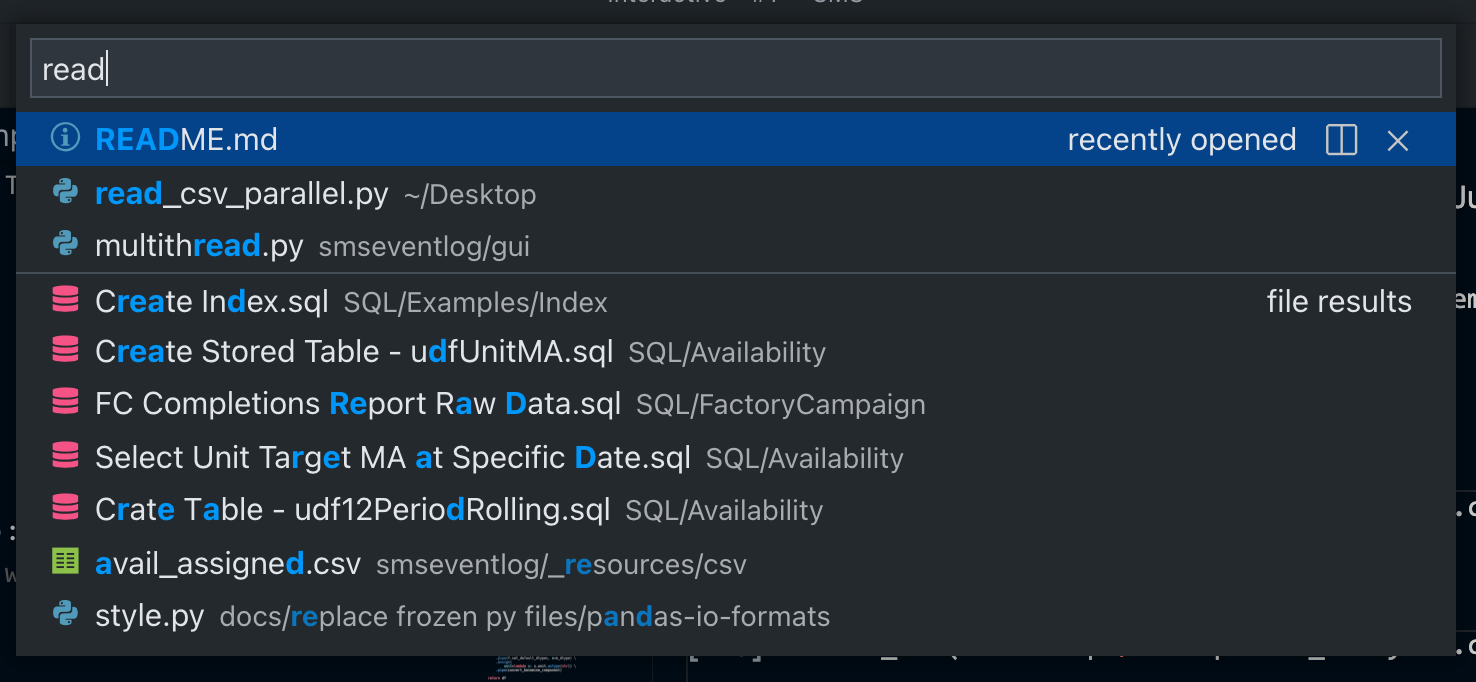 read
README.md recently opened
read_csv_parallel.py ~/Desktop
multithread.py smseventlog/gui
Create Index.sql SQL/Examples/Index file results
Create Stored Table - udfUnitMA.sql SQL/Availability
FC Completions Report Raw Data.sql SQL/FactoryCampaign
Select Unit Target MA at Specific Date.sql SQL/Availability
Crate Table - udf12PeriodRolling.sql SQL/Availability
avail_assigned.csv smseventlog/_resources/csv
style.py docs/replace frozen py files/pandas-io-formats